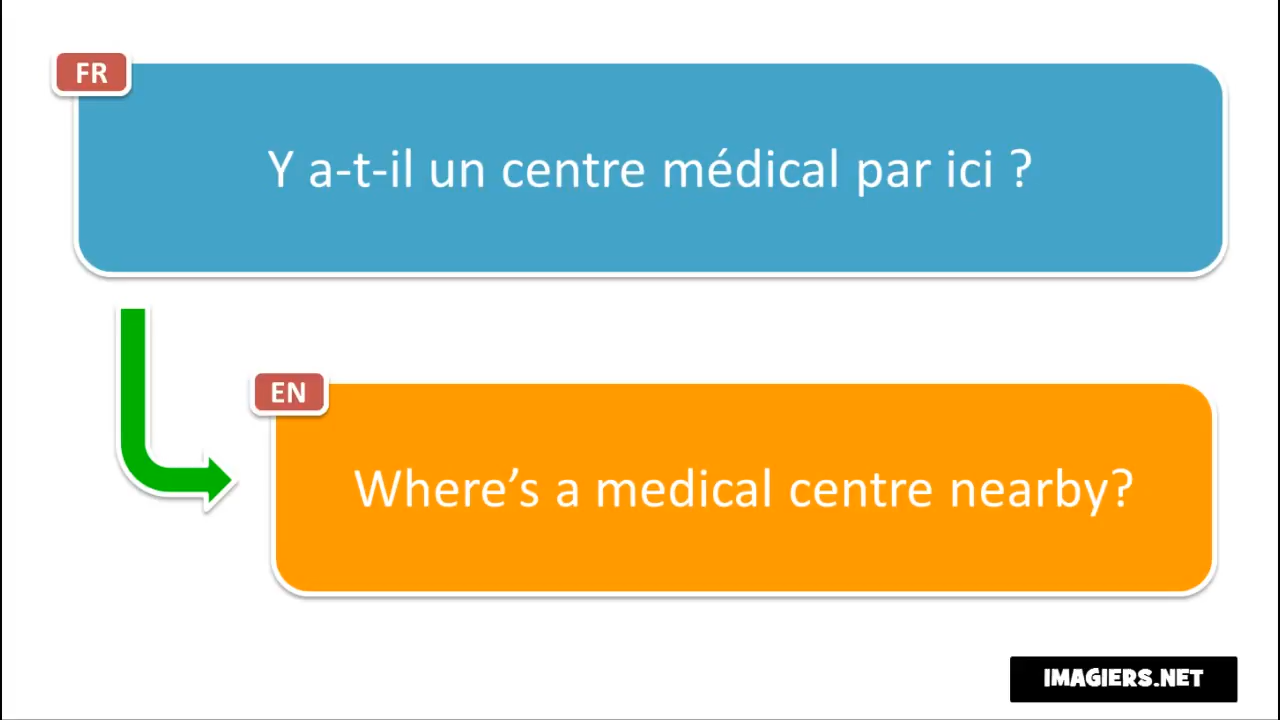 FR
Y a-t-il un centre médical par ici ?
EN
Where’s a medical centre nearby?
IMAGIERS.NET